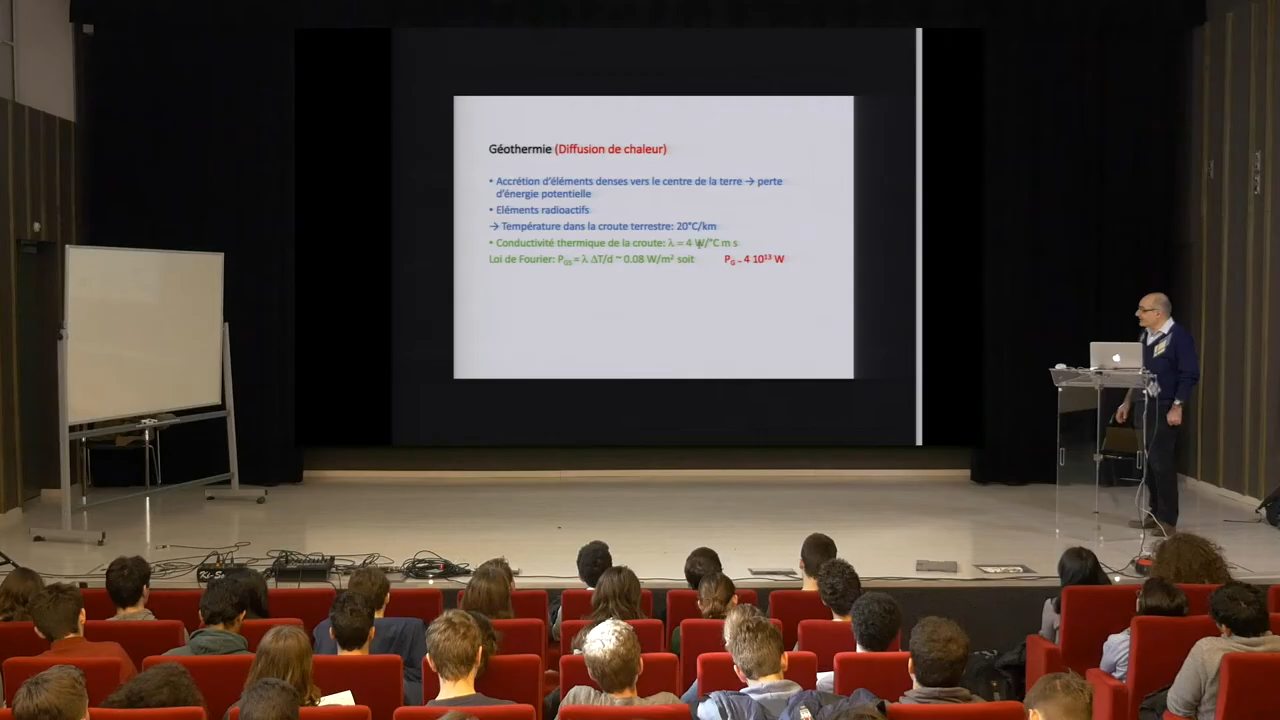 Géothermie (Diffusion de chaleur)
• Accrétion d'éléments denses vers le centre de la terre → perte
d'énergie potentielle
• Eléments radioactifs
→ Température dans la croute terrestre: 20°C/km
• Conductivité thermique de la croute: λ = 4 W/°C m s
Loi de Fourier: P_GS = λ ΔT/d ~ 0.08 W/m² soit P_G ~ 4 10¹³ W